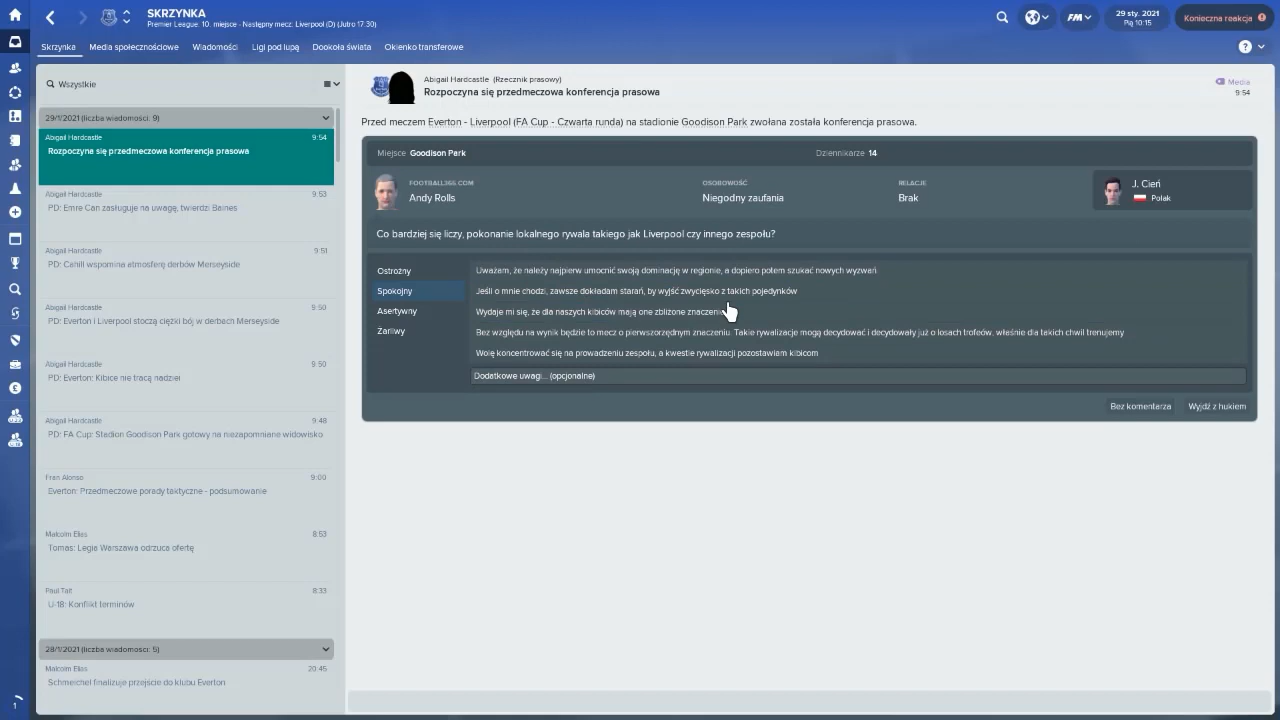 SKRZYNKA
Premier League: 10. miejsce - Następny mecz: Liverpool (D) (Jutro 17:30)
FM
29 sty. 2021
Pią 10:15
Konieczna reakcja
Skrzynka
Media społecznościowe
Wiadomości
Ligi pod lupą
Dookoła świata
Okienko transferowe
?
Wszystkie
29/1/2021 (liczba wiadomości: 9)
Abigail Hardcastle 9:54
Rozpoczyna się przedmeczowa konferencja prasowa
Abigail Hardcastle 9:53
PD: Emre Can zasługuje na uwagę, twierdzi Baines
Abigail Hardcastle 9:51
PD: Cahill wspomina atmosferę derbów Merseyside
Abigail Hardcastle 9:50
PD: Everton i Liverpool stoczą ciężki bój w derbach Merseyside
Abigail Hardcastle 9:50
PD: Everton: Kibice nie tracą nadziei
Abigail Hardcastle 9:48
PD: FA Cup: Stadion Goodison Park gotowy na niezapomniane widowisko
Fran Alonso 9:00
Everton: Przedmeczowe porady taktyczne - podsumowanie
Malcolm Elias 8:53
Tomas: Legia Warszawa odrzuca ofertę
Paul Tait 8:33
U-18: Konflikt terminów
28/1/2021 (liczba wiadomości: 5)
Malcolm Elias 20:45
Schmeichel finalizuje przejście do klubu Everton
Abigail Hardcastle (Rzecznik prasowy)
Rozpoczyna się przedmeczowa konferencja prasowa
Media
9:54
Przed meczem Everton - Liverpool (FA Cup - Czwarta runda) na stadionie Goodison Park zwołana została konferencja prasowa.
Miejsce Goodison Park
Dziennikarze 14
FOOTBALL365.COM
Andy Rolls
OSOBOWOŚĆ
Niegodny zaufania
RELACJE
Brak
J. Cień
Polak
Co bardziej się liczy, pokonanie lokalnego rywala takiego jak Liverpool czy innego zespołu?
Ostrożny
Spokojny
Asertywny
Żarliwy
Uważam, że należy najpierw umocnić swoją dominację w regionie, a dopiero potem szukać nowych wyzwań
Jeśli o mnie chodzi, zawsze dokładam starań, by wyjść zwycięsko z takich pojedynków
Wydaje mi się, że dla naszych kibiców mają one zbliżone znaczenie
Bez względu na wynik będzie to mecz o pierwszorzędnym znaczeniu. Takie rywalizacje mogą decydować i decydowały już o losach trofeów, właśnie dla takich chwil trenujemy
Wolę koncentrować się na prowadzeniu zespołu, a kwestie rywalizacji pozostawiam kibicom
Dodatkowe uwagi... (opcjonalne)
Bez komentarza
Wyjdź z hukiem